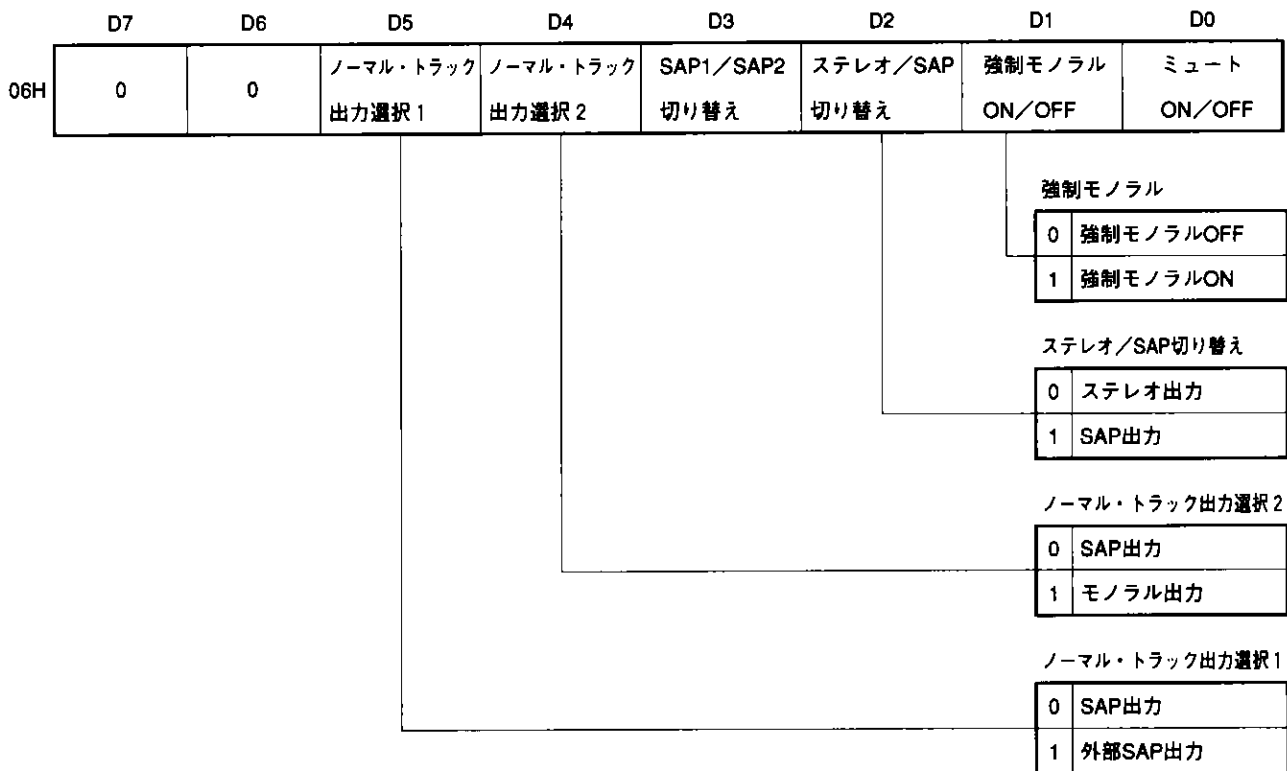 D7 D6 D5 D4 D3 D2 D1 D0
06H 0 0 ノーマル・トラック ノーマル・トラック SAP1／SAP2 ステレオ／SAP 強制モノラル ミュート
出力選択1 出力選択2 切り替え 切り替え ON／OFF ON／OFF
強制モノラル
0 強制モノラルOFF
1 強制モノラルON
ステレオ／SAP切り替え
0 ステレオ出力
1 SAP出力
ノーマル・トラック出力選択2
0 SAP出力
1 モノラル出力
ノーマル・トラック出力選択1
0 SAP出力
1 外部SAP出力